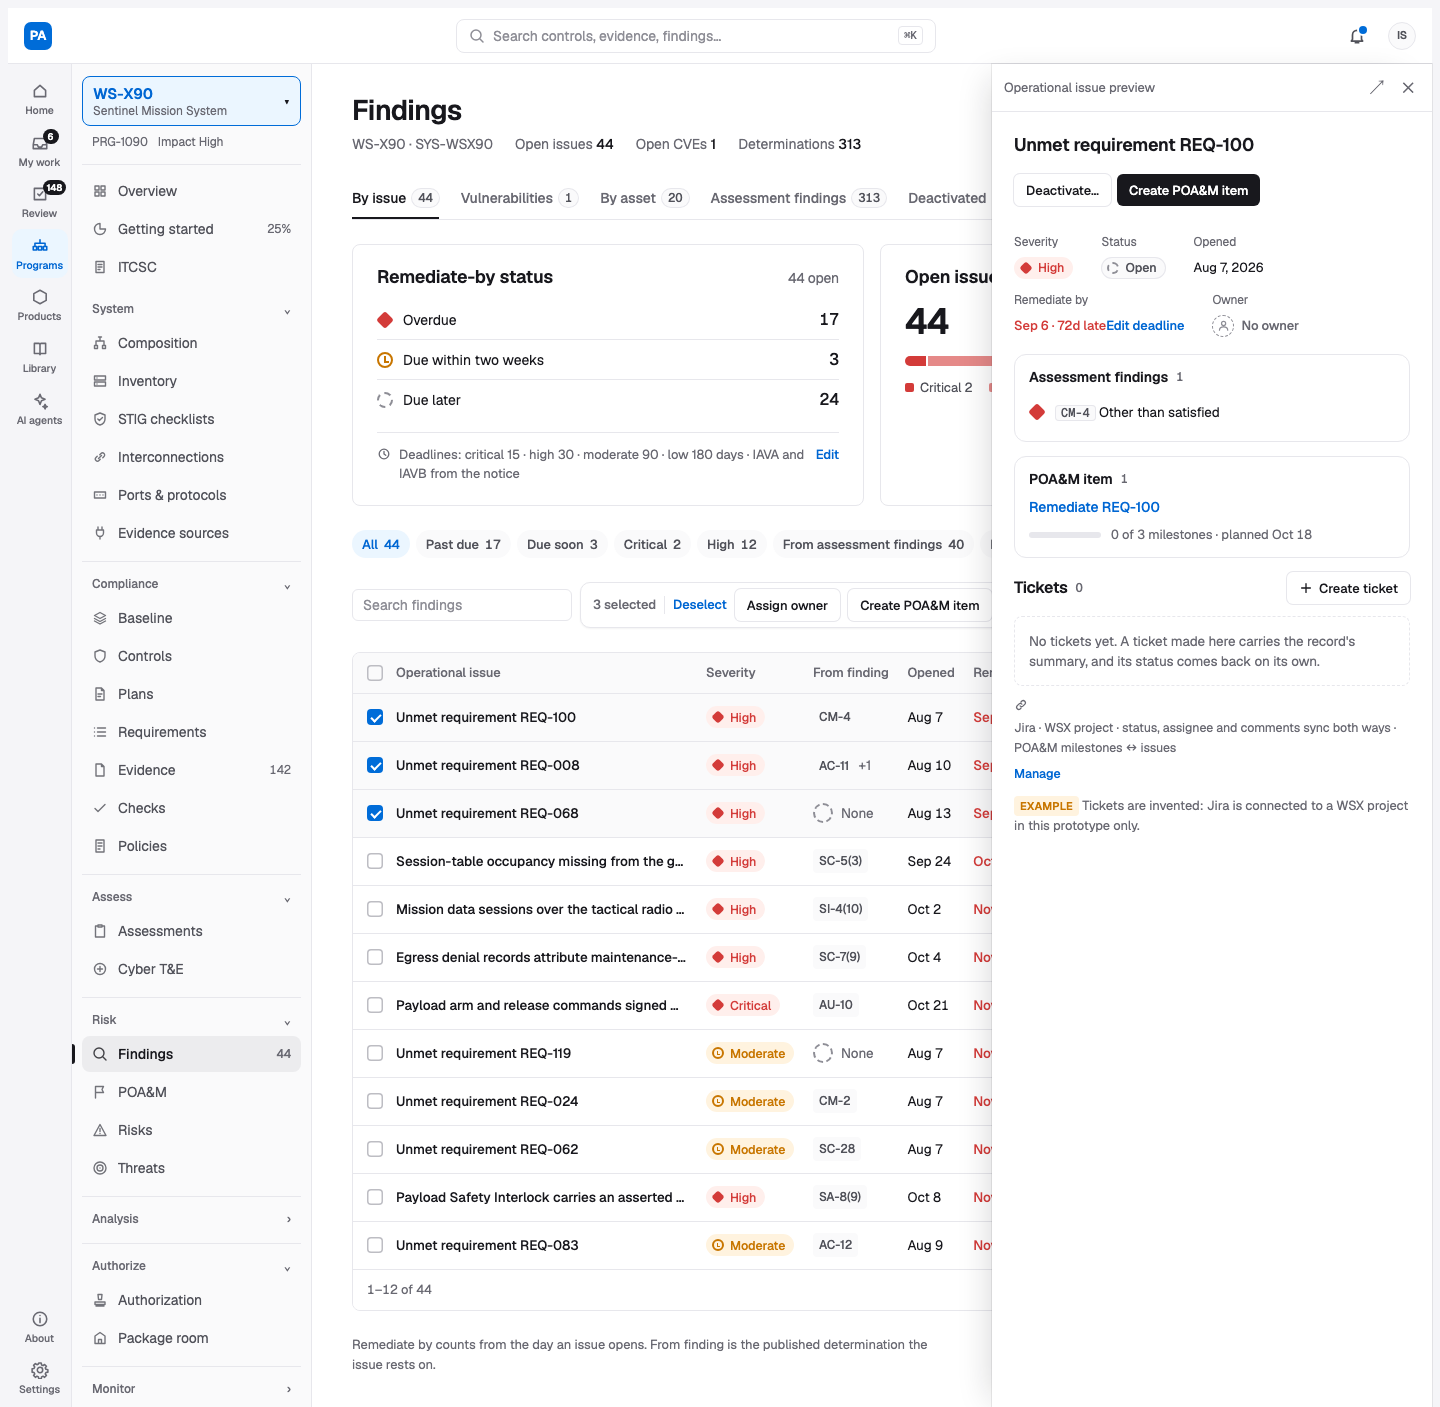 PA
Search controls, evidence, findings...
⌘K
IS
Home
6
My work
148
Review
Programs
Products
Library
AI agents
About
Settings
WS-X90
Sentinel Mission System
PRG-1090 Impact High
Overview
Getting started 25%
ITCSC
System
Composition
Inventory
STIG checklists
Interconnections
Ports & protocols
Evidence sources
Compliance
Baseline
Controls
Plans
Requirements
Evidence 142
Checks
Policies
Assess
Assessments
Cyber T&E
Risk
Findings 44
POA&M
Risks
Threats
Analysis
Authorize
Authorization
Package room
Monitor
Findings
WS-X90 · SYS-WSX90 Open issues 44 Open CVEs 1 Determinations 313
By issue 44 Vulnerabilities 1 By asset 20 Assessment findings 313 Deactivated
Remediate-by status 44 open
Overdue 17
Due within two weeks 3
Due later 24
Deadlines: critical 15 · high 30 · moderate 90 · low 180 days · IAVA and Edit
IAVB from the notice
Open issue
44
Critical 2
All 44 Past due 17 Due soon 3 Critical 2 High 12 From assessment findings 40
Search findings 3 selected Deselect Assign owner Create POA&M item
Operational issue Severity From finding Opened
Unmet requirement REQ-100 High CM-4 Aug 7
Unmet requirement REQ-008 High AC-11 +1 Aug 10
Unmet requirement REQ-068 High None Aug 13
Session-table occupancy missing from the g... High SC-5(3) Sep 24
Mission data sessions over the tactical radio ... High SI-4(10) Oct 2
Egress denial records attribute maintenance-... High SC-7(9) Oct 4
Payload arm and release commands signed ... Critical AU-10 Oct 21
Unmet requirement REQ-119 Moderate None Aug 7
Unmet requirement REQ-024 Moderate CM-2 Aug 7
Unmet requirement REQ-062 Moderate SC-28 Aug 7
Payload Safety Interlock carries an asserted ... High SA-8(9) Oct 8
Unmet requirement REQ-083 Moderate AC-12 Aug 9
1–12 of 44
Remediate by counts from the day an issue opens. From finding is the published determination the
issue rests on.
Operational issue preview
Unmet requirement REQ-100
Deactivate... Create POA&M item
Severity Status Opened
High Open Aug 7, 2026
Remediate by Owner
Sep 6 · 72d lateEdit deadline No owner
Assessment findings 1
CM-4 Other than satisfied
POA&M item 1
Remediate REQ-100
0 of 3 milestones · planned Oct 18
Tickets 0 Create ticket
No tickets yet. A ticket made here carries the record's
summary, and its status comes back on its own.
Jira · WSX project · status, assignee and comments sync both ways ·
POA&M milestones ↔ issues
Manage
EXAMPLE Tickets are invented: Jira is connected to a WSX project
in this prototype only.